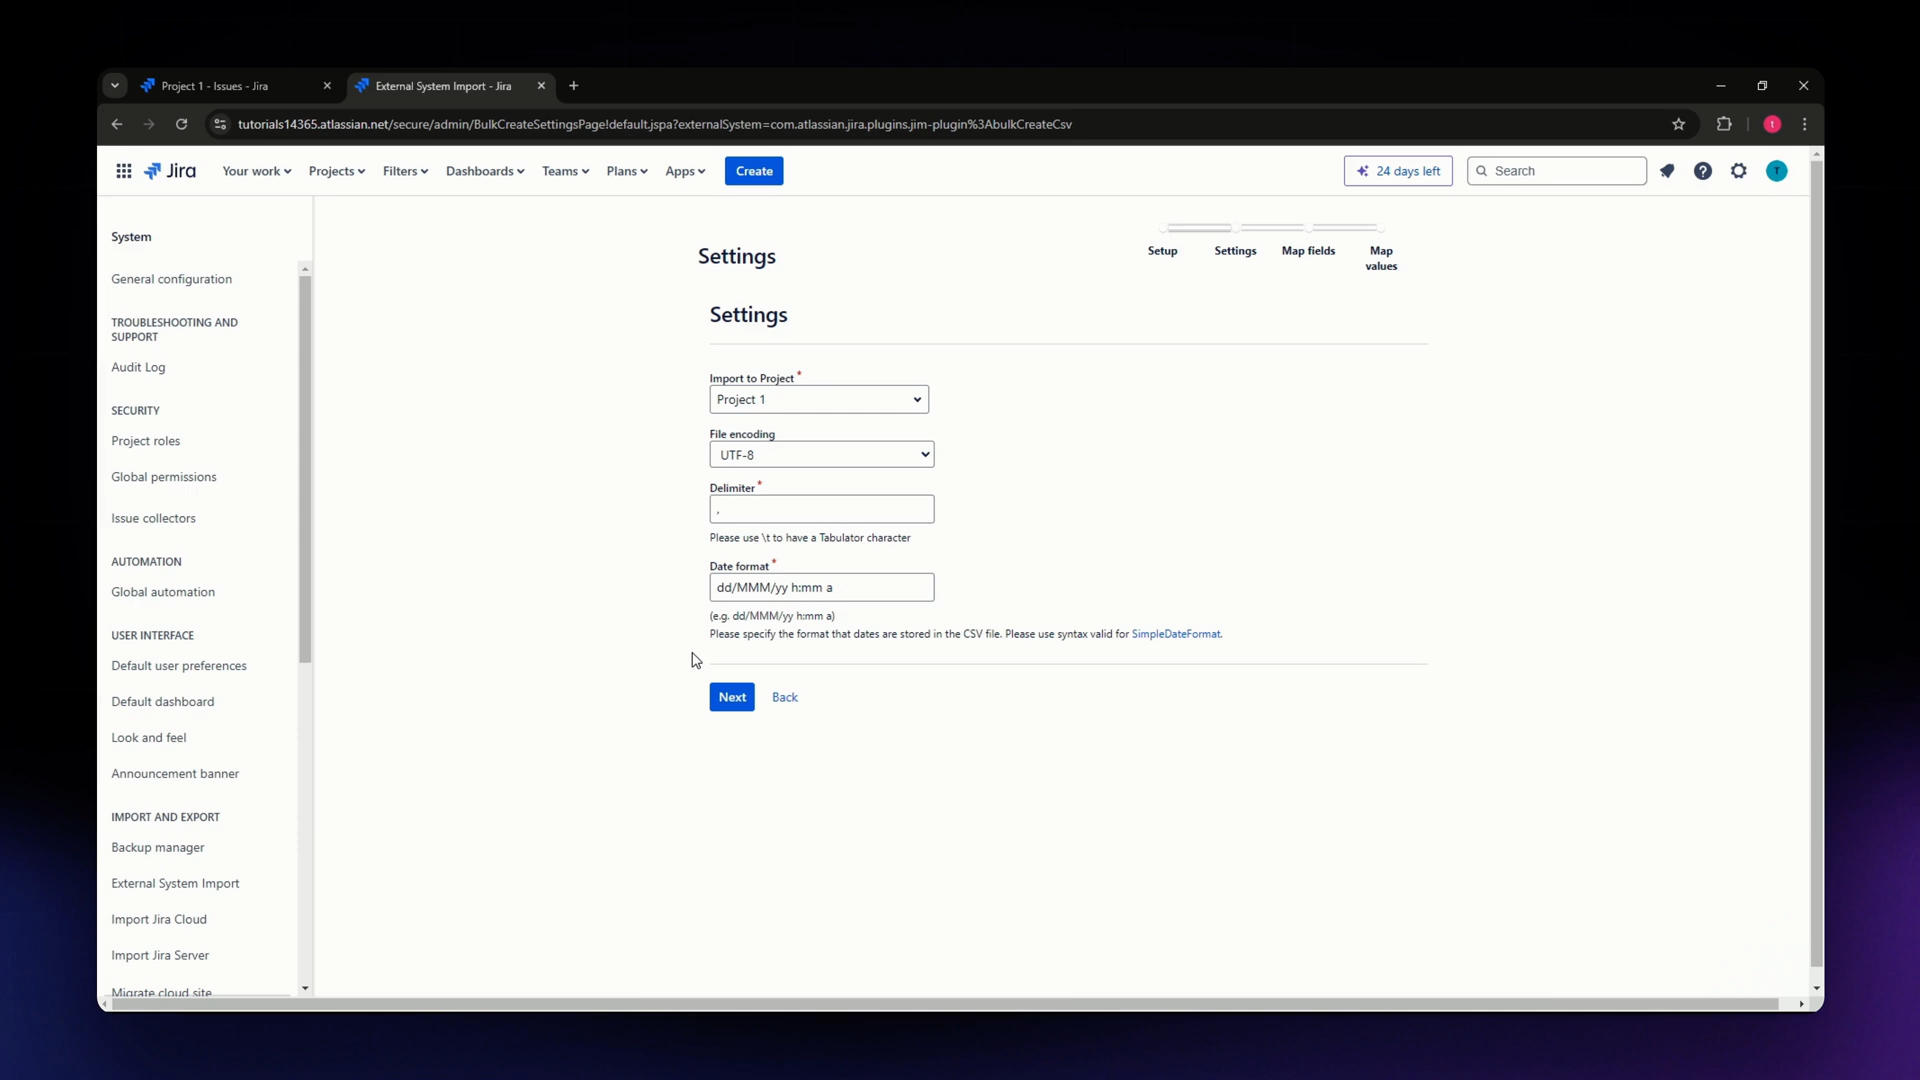 Project 1 - Issues - Jira
External System Import - Jira
tutorials14365.atlassian.net/secure/admin/BulkCreateSettingsPage!default.jspa?externalSystem=com.atlassian.jira.plugins.jim-plugin%3AbulkCreateCsv
Jira
Your work
Projects
Filters
Dashboards
Teams
Plans
Apps
Create
24 days left
Search
T
t
System
General configuration
TROUBLESHOOTING AND
SUPPORT
Audit Log
SECURITY
Project roles
Global permissions
Issue collectors
AUTOMATION
Global automation
USER INTERFACE
Default user preferences
Default dashboard
Look and feel
Announcement banner
IMPORT AND EXPORT
Backup manager
External System Import
Import Jira Cloud
Import Jira Server
Migrate cloud site
Settings
Setup
Settings
Map fields
Map
values
Settings
Import to Project *
Project 1
File encoding
UTF-8
Delimiter *
,
Please use \t to have a Tabulator character
Date format *
dd/MMM/yy h:mm a
(e.g. dd/MMM/yy h:mm a)
Please specify the format that dates are stored in the CSV file. Please use syntax valid for SimpleDateFormat.
Next
Back